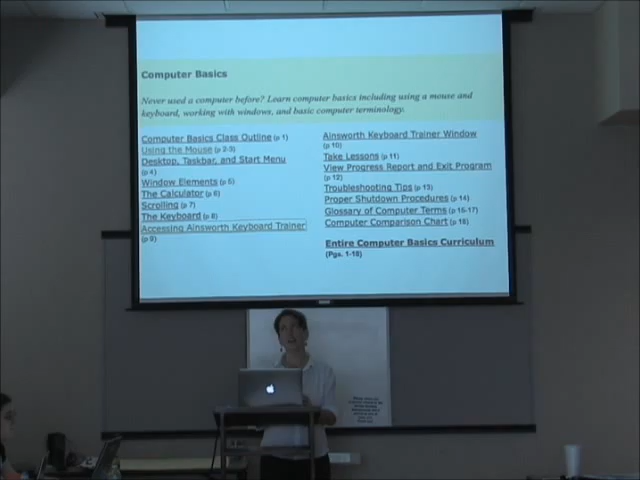 Computer Basics
Never used a computer before? Learn computer basics including using a mouse and
keyboard, working with windows, and basic computer terminology.
Computer Basics Class Outline (p 1)
Using the Mouse (p 2-3)
Desktop, Taskbar, and Start Menu
(p 4)
Window Elements (p 5)
The Calculator (p 6)
Scrolling (p 7)
The Keyboard (p 8)
Accessing Ainsworth Keyboard Trainer
(p 9)
Ainsworth Keyboard Trainer Window
(p 10)
Take Lessons (p 11)
View Progress Report and Exit Program
(p 12)
Troubleshooting Tips (p 13)
Proper Shutdown Procedures (p 14)
Glossary of Computer Terms (p 15-17)
Computer Comparison Chart (p 18)
Entire Computer Basics Curriculum
(Pgs. 1-18)